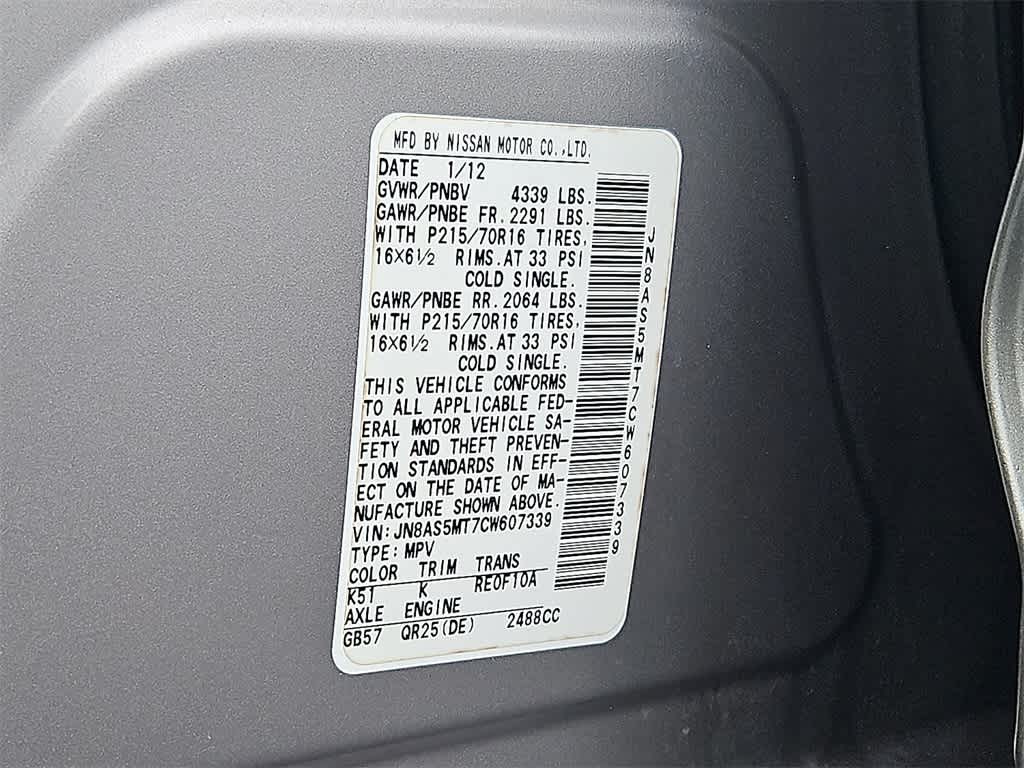 MFD BY NISSAN MOTOR CO.,LTD.
DATE 1/12
GVWR/PNBV 4339 LBS.
GAWR/PNBE FR. 2291 LBS.
WITH P215/70R16 TIRES,
16×6½ RIMS. AT 33 PSI
COLD SINGLE.
GAWR/PNBE RR. 2064 LBS.
WITH P215/70R16 TIRES,
16×6½ RIMS. AT 33 PSI
COLD SINGLE.
THIS VEHICLE CONFORMS
TO ALL APPLICABLE FED-
ERAL MOTOR VEHICLE SA-
FETY AND THEFT PREVEN-
TION STANDARDS IN EFF-
ECT ON THE DATE OF MA-
NUFACTURE SHOWN ABOVE.
VIN: JN8AS5MT7CW607339
TYPE: MPV
COLOR TRIM TRANS
K51 K RE0F10A
AXLE ENGINE
GB57 QR25(DE) 2488CC
JN8AS5MT7CW607339